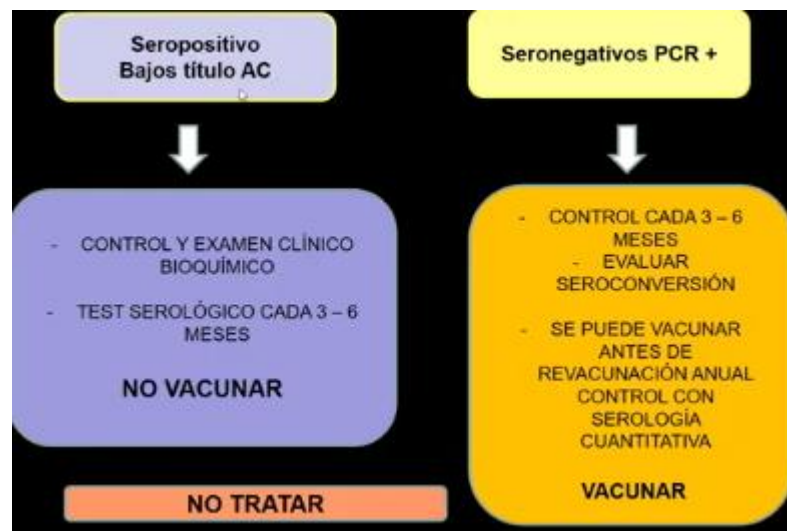 Seropositivo
Bajos título AC
- CONTROL Y EXAMEN CLÍNICO
BIOQUÍMICO
- TEST SEROLÓGICO CADA 3 – 6
MESES
NO VACUNAR
Seronegativos PCR +
- CONTROL CADA 3 – 6
MESES
- EVALUAR
SEROCONVERSIÓN
- SE PUEDE VACUNAR
ANTES DE
REVACUNACIÓN ANUAL
CONTROL CON
SEROLOGÍA
CUANTITATIVA
VACUNAR
NO TRATAR